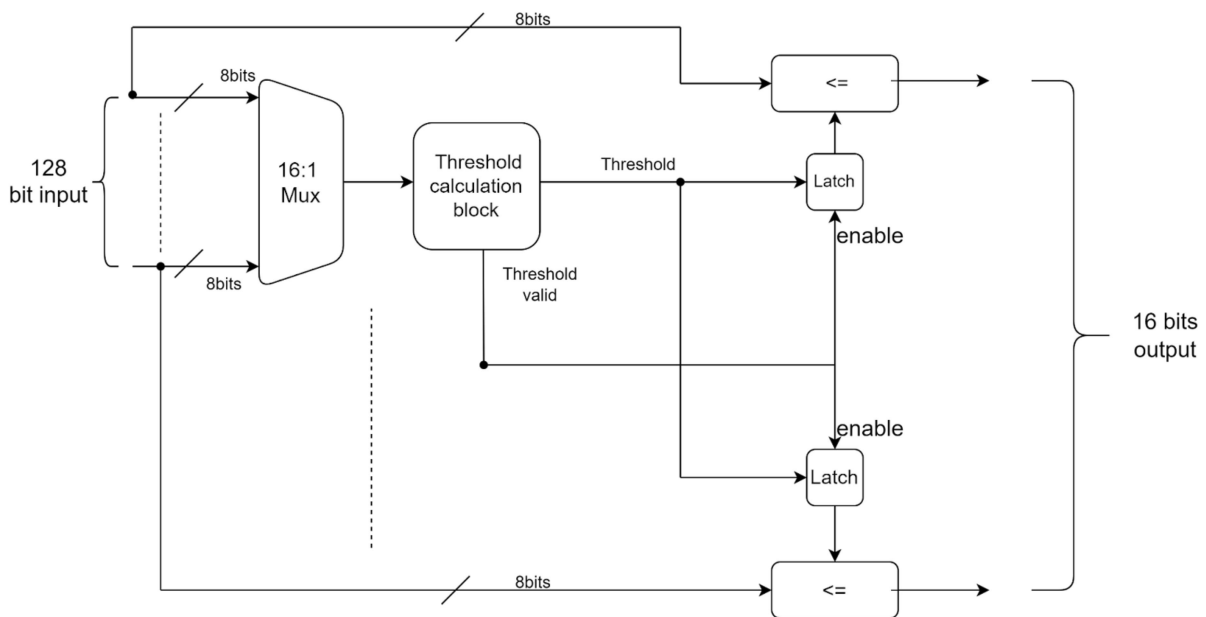 8bits
8bits
<=
128
bit input
16:1
Mux
Threshold
calculation
block
Threshold
Latch
enable
8bits
Threshold
valid
16 bits
output
enable
Latch
8bits
<=